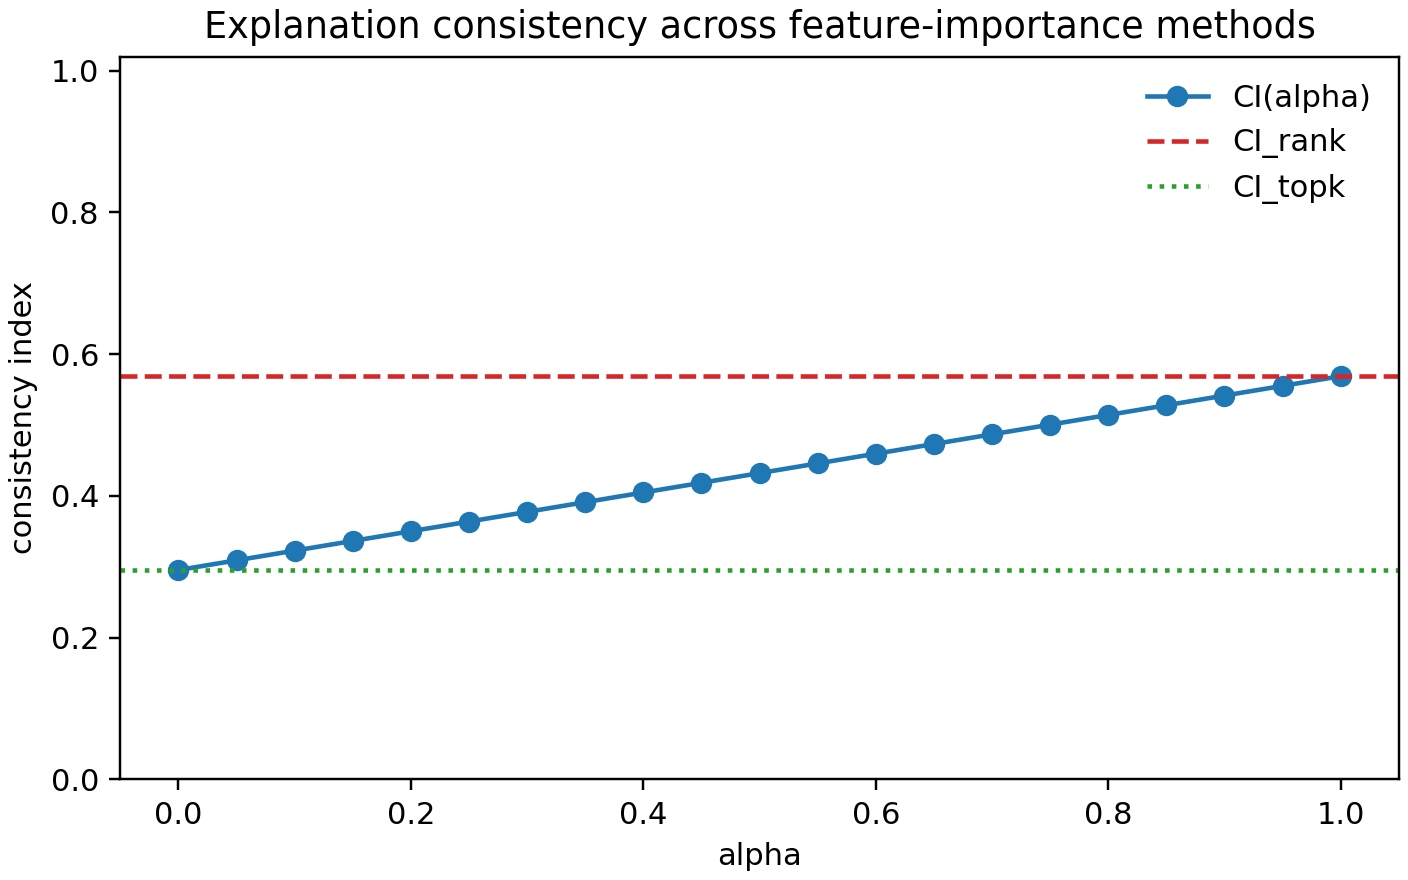 Explanation consistency across feature-importance methods
1.0
0.8
0.6
0.4
0.2
0.0
consistency index
CI(alpha)
CI_rank
CI_topk
0.0 0.2 0.4 0.6 0.8 1.0
alpha